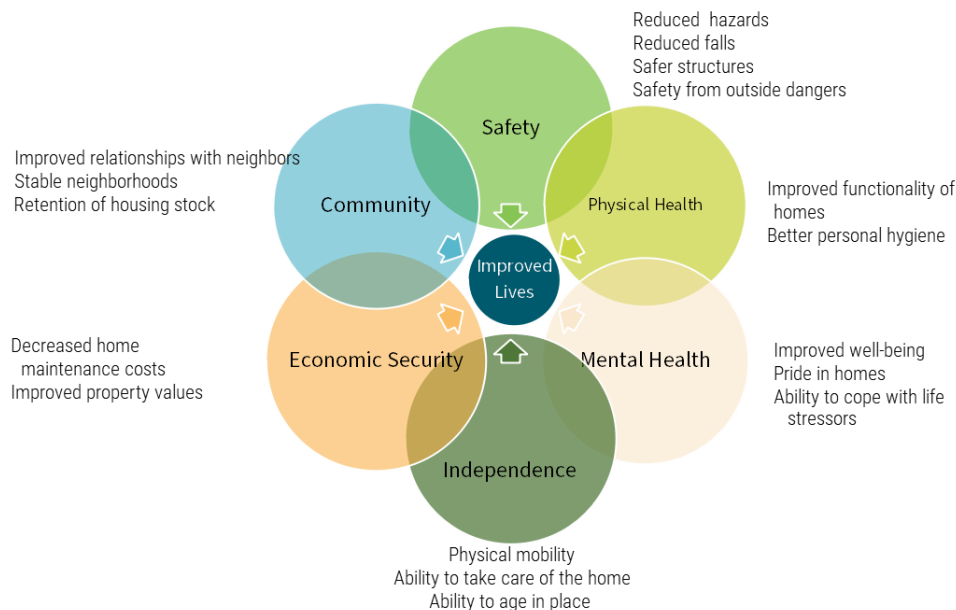 Reduced hazards
Reduced falls
Safer structures
Safety from outside dangers
Safety
Improved relationships with neighbors
Stable neighborhoods
Retention of housing stock
Community
Physical Health
Improved functionality of
homes
Better personal hygiene
Improved
Lives
Decreased home
maintenance costs
Improved property values
Economic Security
Mental Health
Improved well-being
Pride in homes
Ability to cope with life
stressors
Independence
Physical mobility
Ability to take care of the home
Ability to age in place